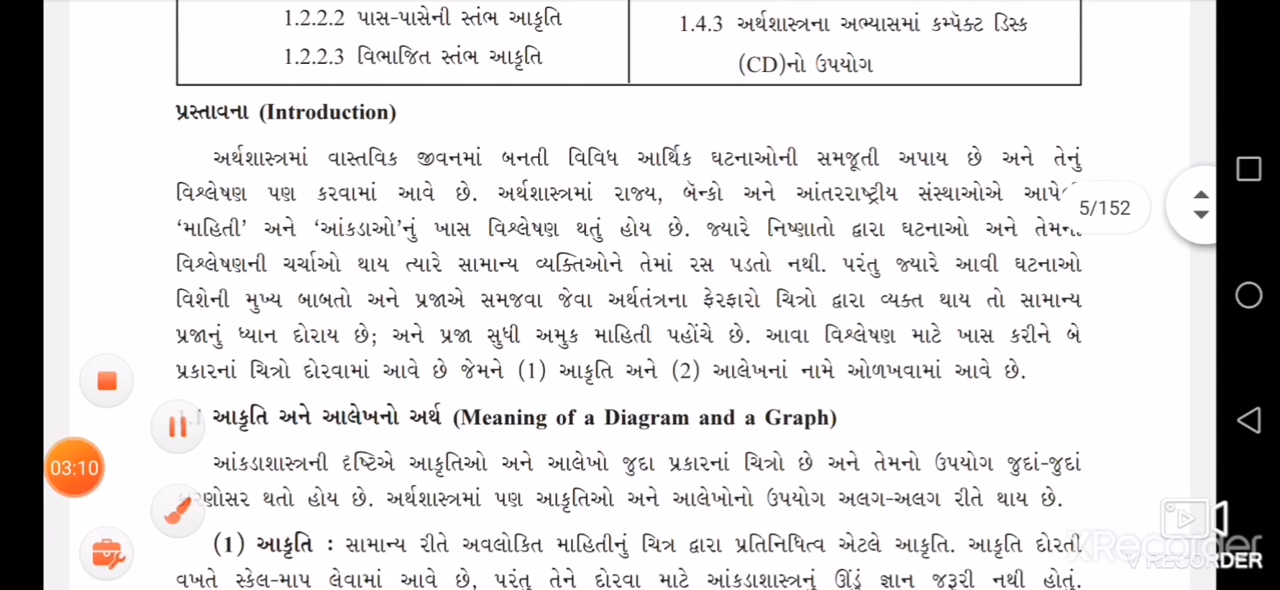 1.2.2.2 પાસ-પાસેની સ્તંભ આકૃતિ
1.2.2.3 વિભાજિત સ્તંભ આકૃતિ
1.4.3 અર્થશાસ્ત્રના અભ્યાસમાં કમ્પૅક્ટ ડિસ્ક
(CD)નો ઉપયોગ
પ્રસ્તાવના (Introduction)
અર્થશાસ્ત્રમાં વાસ્તવિક જીવનમાં બનતી વિવિધ આર્થિક ઘટનાઓની સમજૂતી અપાય છે અને તેનું
વિશ્લેષણ પણ કરવામાં આવે છે. અર્થશાસ્ત્રમાં રાજ્ય, બૅન્કો અને આંતરરાષ્ટ્રીય સંસ્થાઓએ
‘માહિતી’ અને ‘આંકડાઓ’નું ખાસ વિશ્લેષણ થતું હોય છે. જ્યારે નિષ્ણાતો દ્વારા ઘટનાઓ અને
વિશ્લેષણની ચર્ચાઓ થાય ત્યારે સામાન્ય વ્યક્તિઓને તેમાં રસ પડતો નથી. પરંતુ જ્યારે આવી ઘટનાઓ
વિશેની મુખ્ય બાબતો અને પ્રજાએ સમજવા જેવા અર્થતંત્રના ફેરફારો ચિત્રો દ્વારા વ્યક્ત થાય તો સામાન્ય
પ્રજાનું ધ્યાન દોરાય છે; અને પ્રજા સુધી અમુક માહિતી પહોંચે છે. આવા વિશ્લેષણ માટે ખાસ કરીને બે
પ્રકારનાં ચિત્રો દોરવામાં આવે છે જેમને (1) આકૃતિ અને (2) આલેખનાં નામે ઓળખવામાં આવે છે.
આકૃતિ અને આલેખનો અર્થ (Meaning of a Diagram and a Graph)
આંકડાશાસ્ત્રની દૃષ્ટિએ આકૃતિઓ અને આલેખો જુદા પ્રકારનાં ચિત્રો છે અને તેમનો ઉપયોગ જુદાં-જુદાં
થતો હોય છે. અર્થશાસ્ત્રમાં પણ આકૃતિઓ અને આલેખોનો ઉપયોગ અલગ-અલગ રીતે થાય છે.
(1) આકૃતિ : સામાન્ય રીતે અવલોકિત માહિતીનું ચિત્ર દ્વારા પ્રતિનિધિત્વ એટલે આકૃતિ. આકૃતિ દોરતી
વખતે સ્કેલ-માપ લેવામાં આવે છે, પરંતુ તેને દોરવા માટે આંકડાશાસ્ત્રનું ઊંડું જ્ઞાન જરૂરી નથી હોતું.
5/152
03:10
XRecorder
V RECORDER